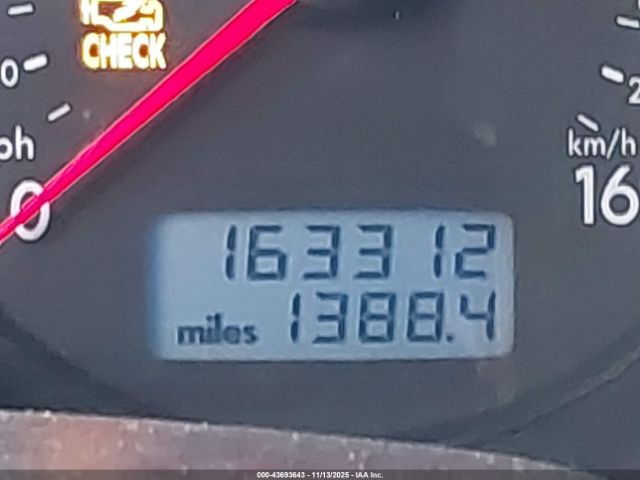 CHECK
0
2
ph
km/h
0
16
163312
miles 1388.4
000-43693643 - 11/13/2025 - IAA Inc.